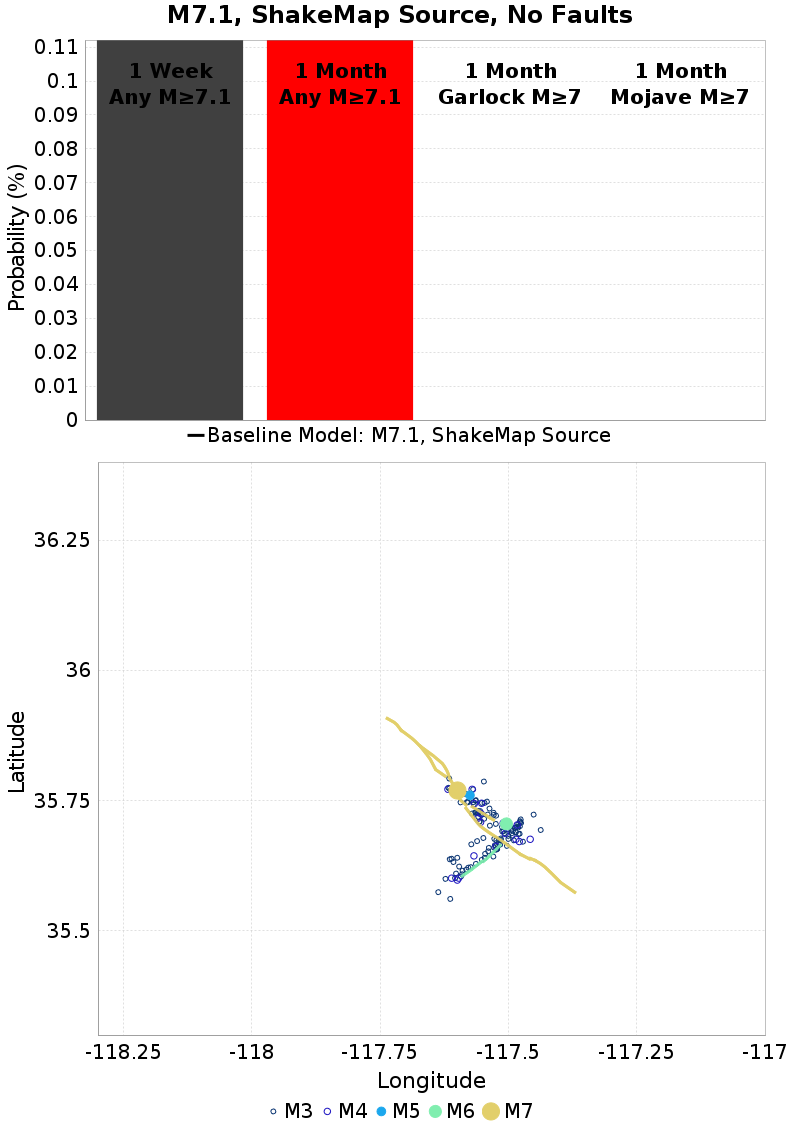 M7.1, ShakeMap Source, No Faults
0.11
0.1
0.09
0.08
0.07
0.06
0.05
0.04
0.03
0.02
0.01
0
Probability (%)
1 Week
Any M≥7.1
1 Month
Any M≥7.1
1 Month
Garlock M≥7
1 Month
Mojave M≥7
Baseline Model: M7.1, ShakeMap Source
36.25
36
35.75
35.5
Latitude
-118.25
-118
-117.75
-117.5
-117.25
-117
Longitude
M3
M4
M5
M6
M7